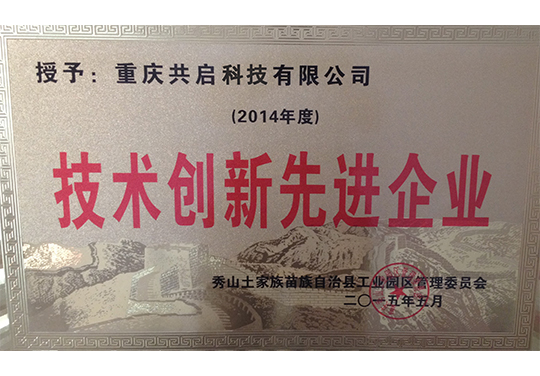 授予：重庆共启科技有限公司
(2014年度)
技术创新先进企业
秀山土家族苗族自治县工业园区管理委员会
二〇一五年五月